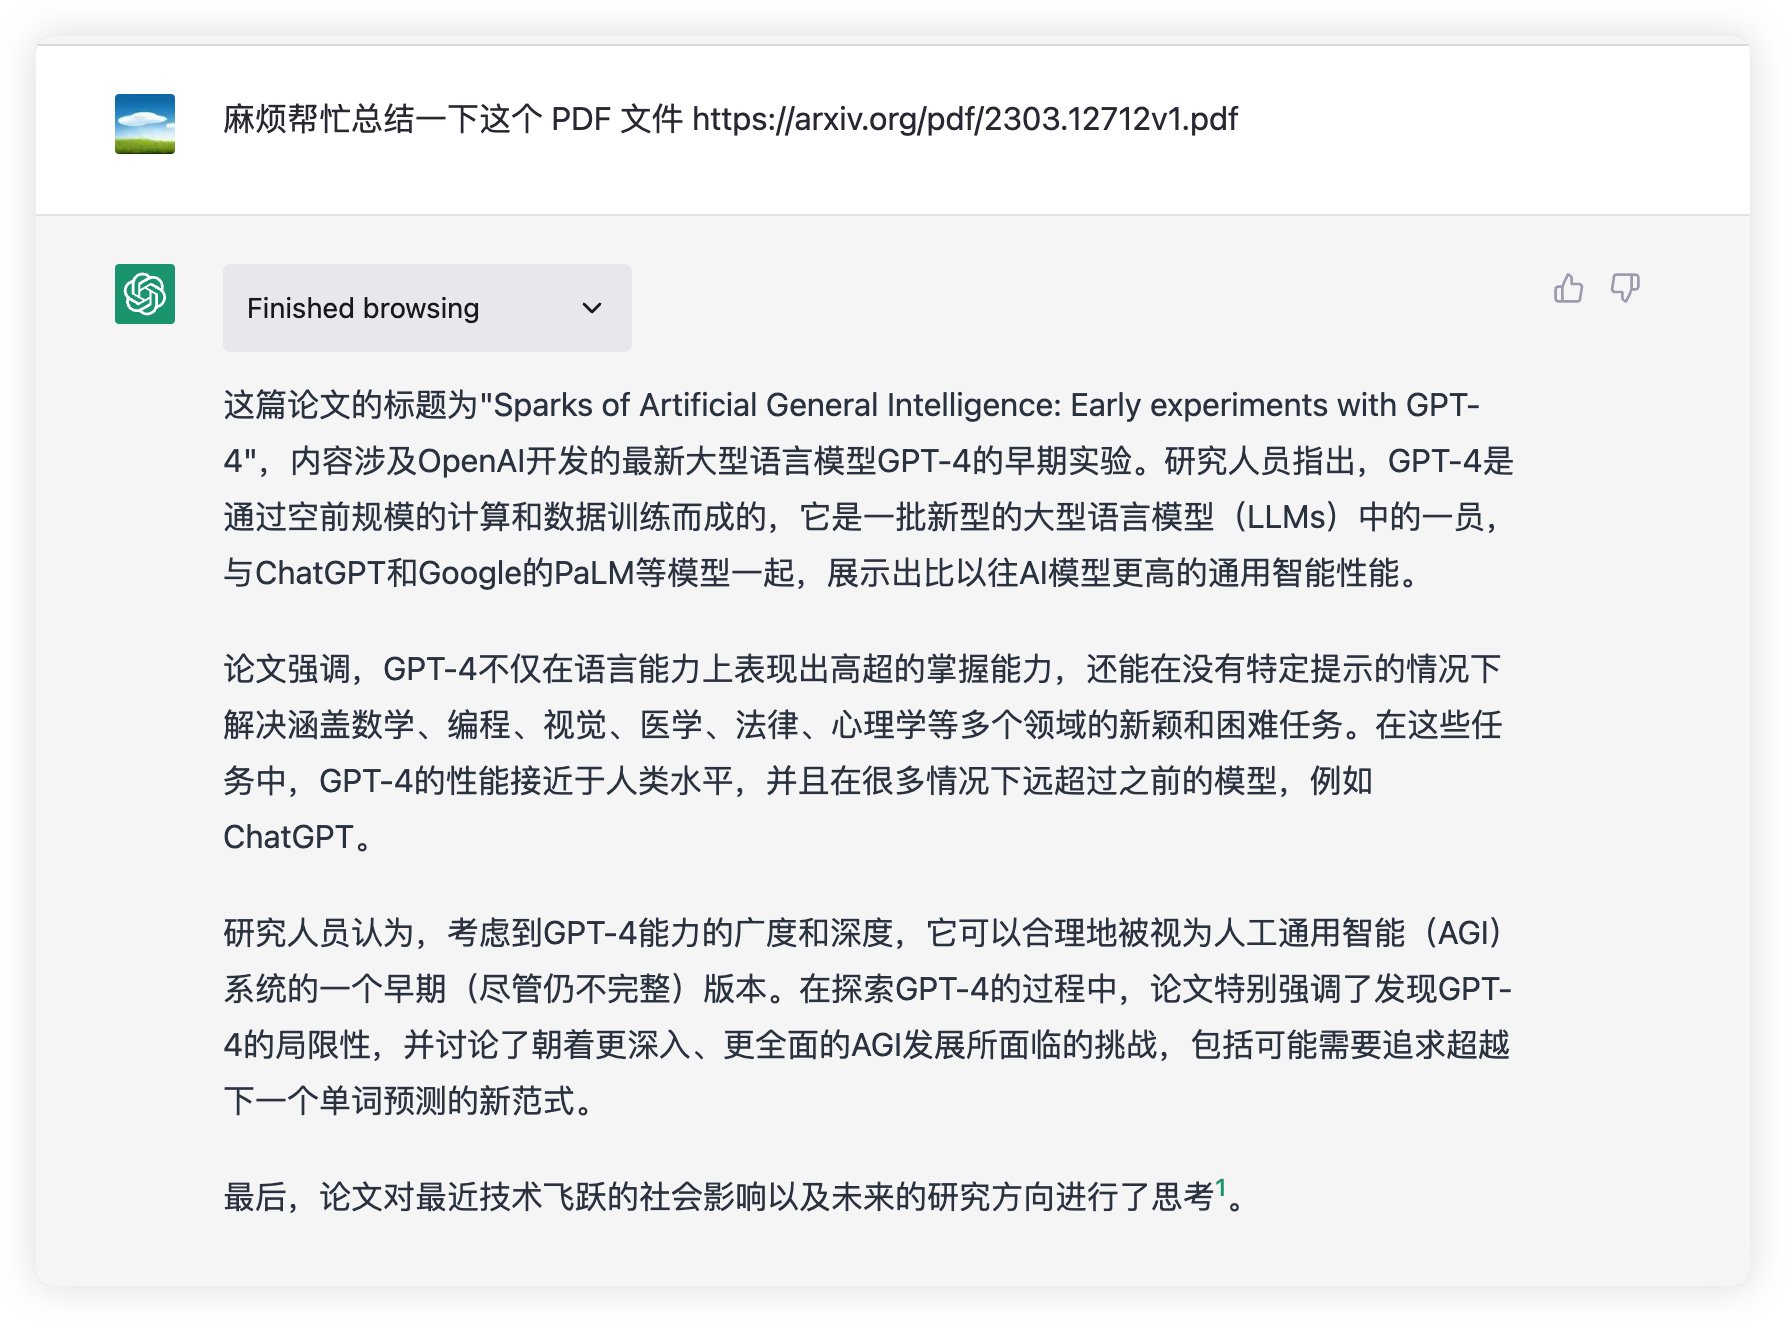 麻烦帮忙总结一下这个 PDF 文件 https://arxiv.org/pdf/2303.12712v1.pdf
Finished browsing
这篇论文的标题为"Sparks of Artificial General Intelligence: Early experiments with GPT-
4"，内容涉及OpenAI开发的最新大型语言模型GPT-4的早期实验。研究人员指出，GPT-4是
通过空前规模的计算和数据训练而成的，它是一批新型的大型语言模型（LLMs）中的一员，
与ChatGPT和Google的PaLM等模型一起，展示出比以往AI模型更高的通用智能性能。
论文强调，GPT-4不仅在语言能力上表现出高超的掌握能力，还能在没有特定提示的情况下
解决涵盖数学、编程、视觉、医学、法律、心理学等多个领域的新颖和困难任务。在这些任
务中，GPT-4的性能接近于人类水平，并且在很多情况下远超过之前的模型，例如
ChatGPT。
研究人员认为，考虑到GPT-4能力的广度和深度，它可以合理地被视为人工通用智能（AGI）
系统的一个早期（尽管仍不完整）版本。在探索GPT-4的过程中，论文特别强调了发现GPT-
4的局限性，并讨论了朝着更深入、更全面的AGI发展所面临的挑战，包括可能需要追求超越
下一个单词预测的新范式。
最后，论文对最近技术飞跃的社会影响以及未来的研究方向进行了思考1。